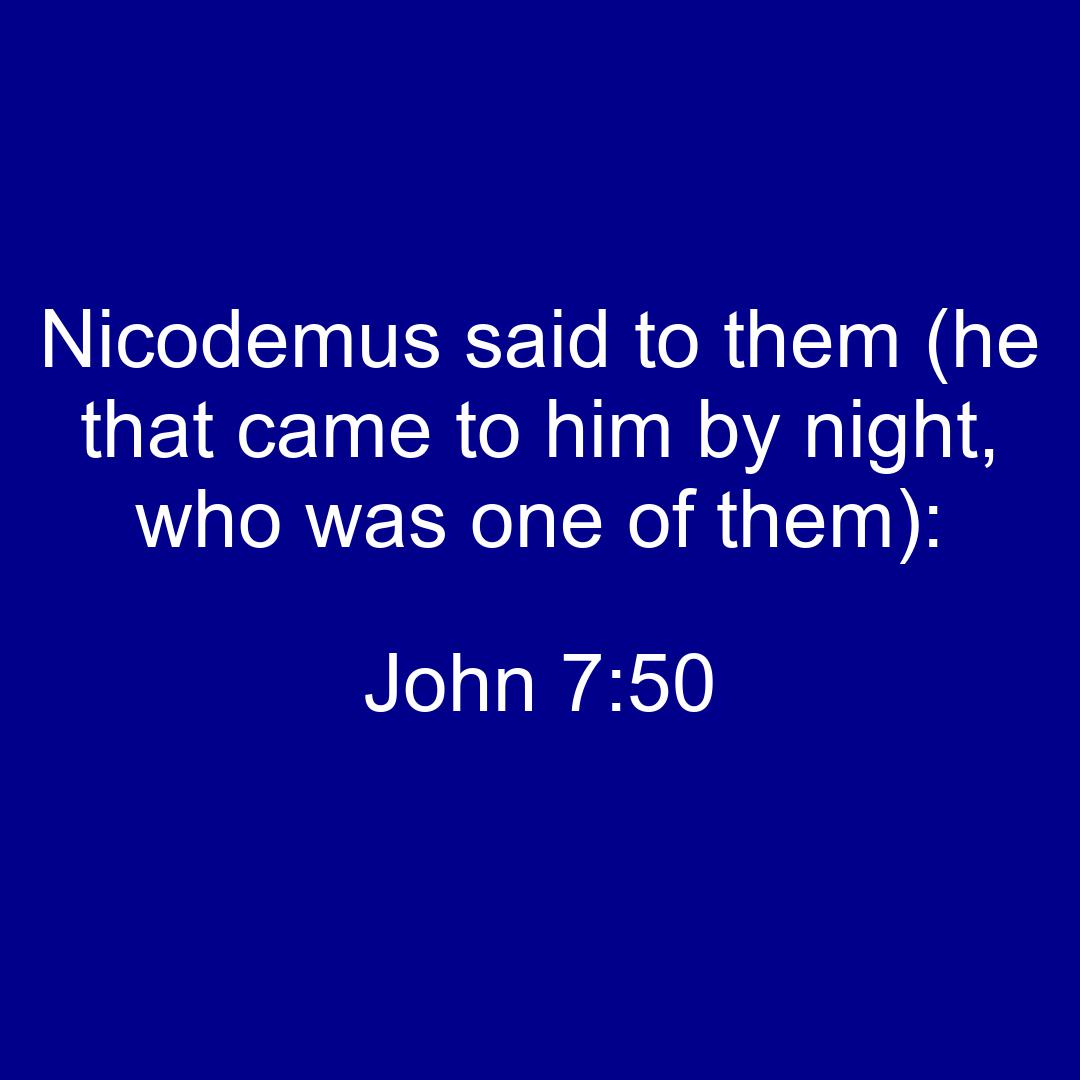 Nicodemus said to them (he
that came to him by night,
who was one of them):
John 7:50